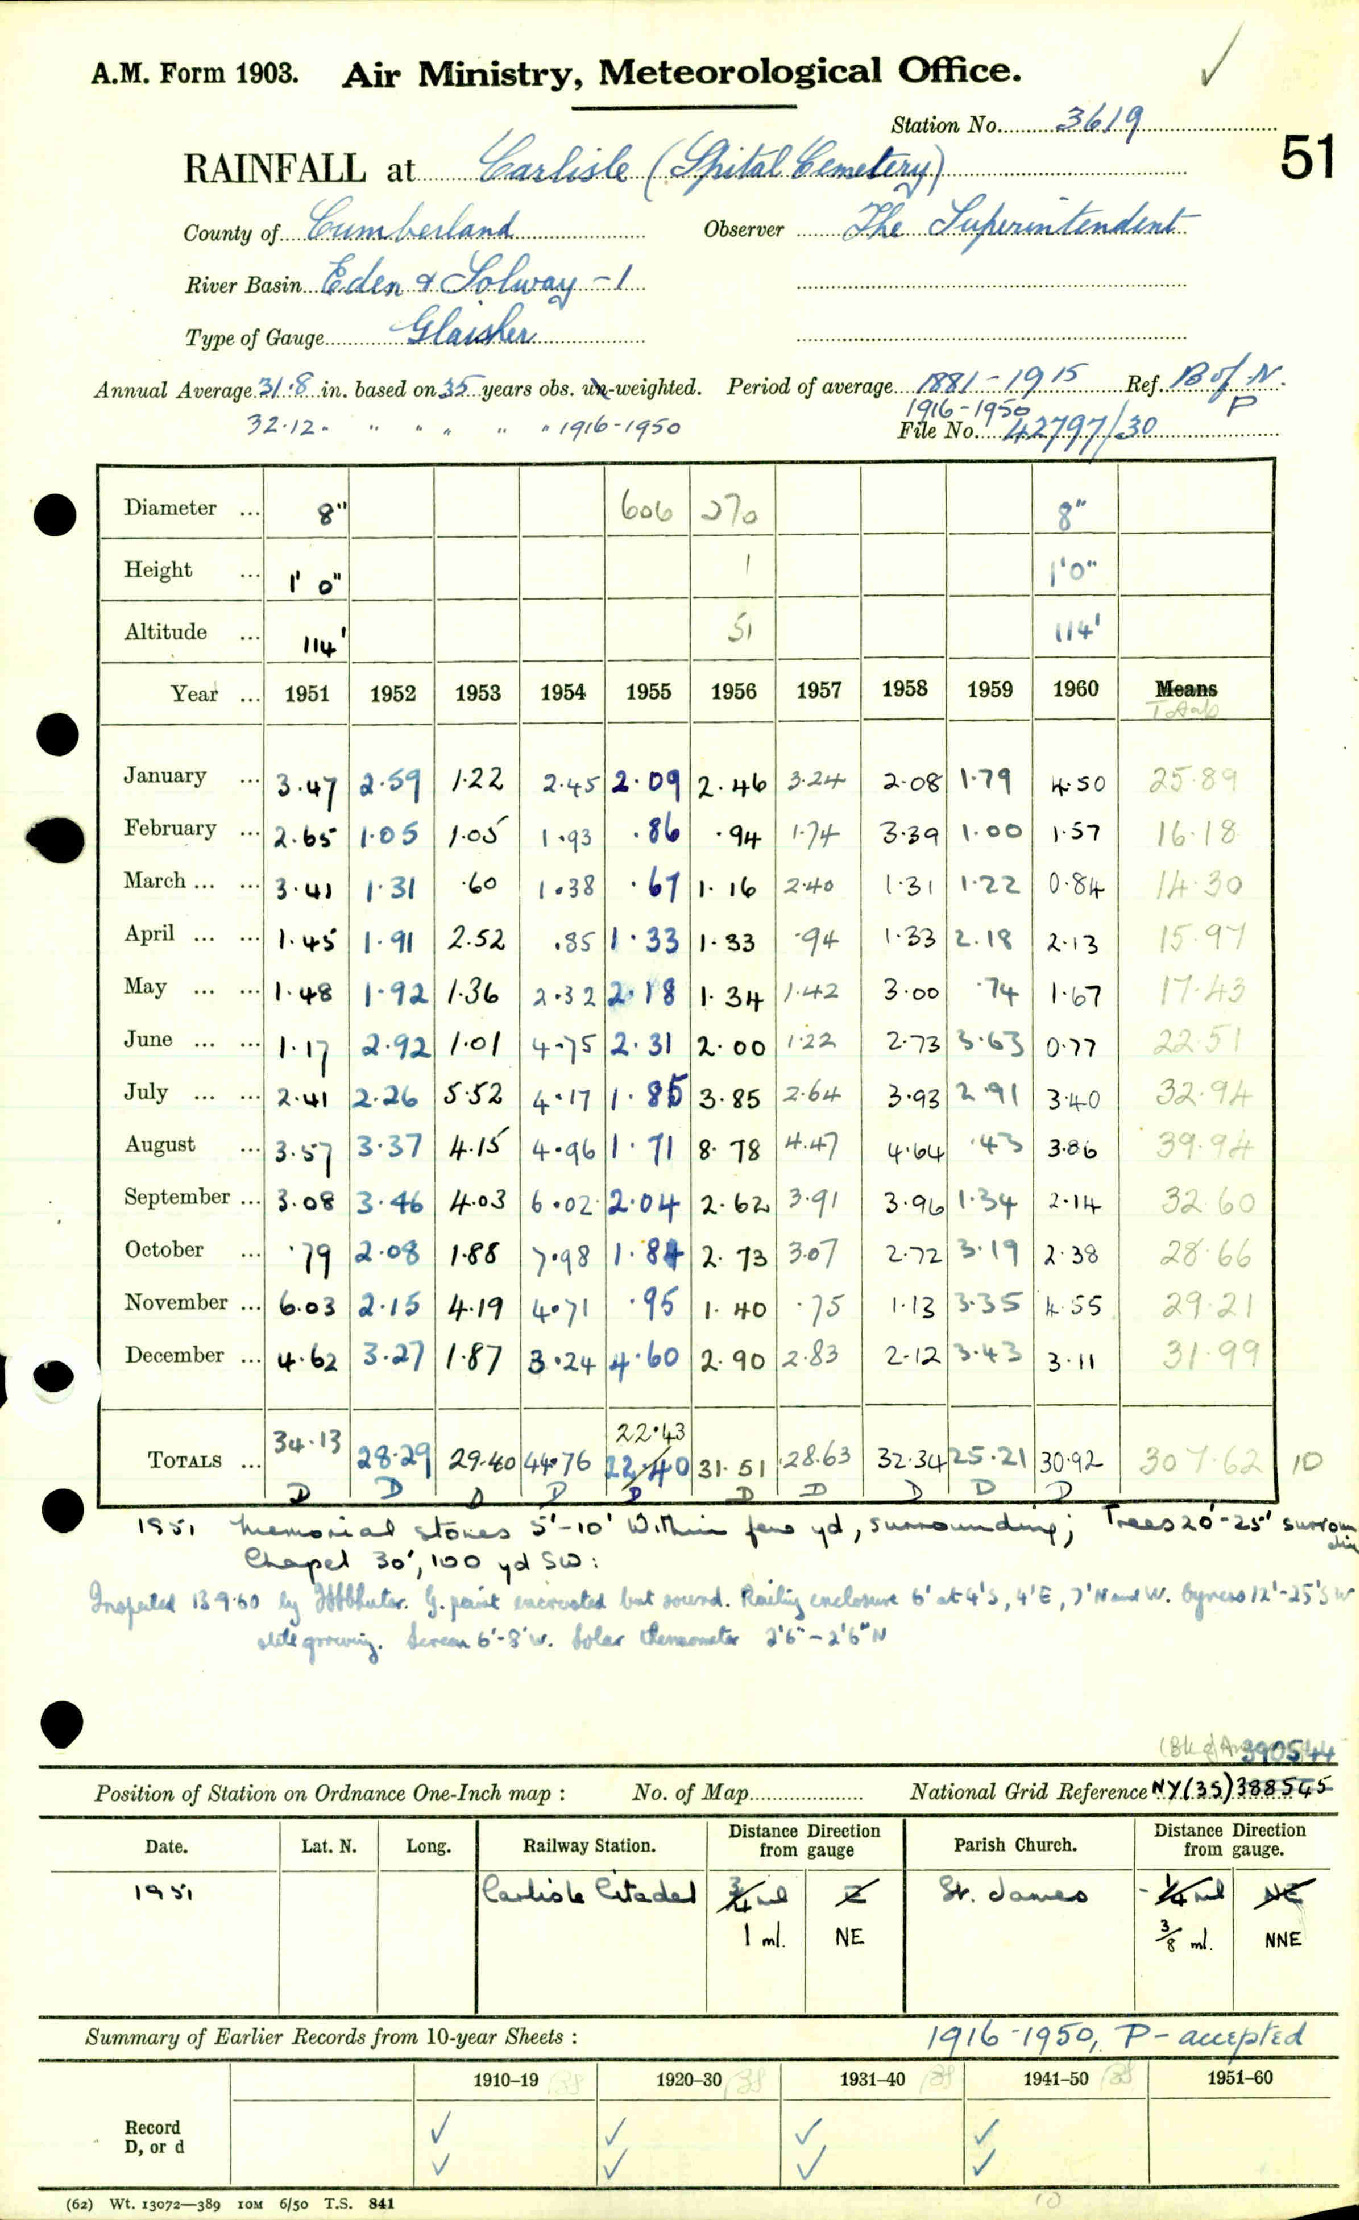 A.M. Form 1903. Air Ministry, Meteorological Office.
Station No. 3619
51
RAINFALL at Carlisle (Spital Cemetery)
County of Cumberland Observer The Superintendent
River Basin Eden & Solway - 1
Type of Gauge Glaisher
Annual Average 31.8 in. based on 35 years obs. un-weighted. Period of average 1881-1915 Ref. B of N.
32.12 " " " " " " 1916-1950 1916-1950 P
File No. 42797/30
Diameter ... 8" 606 270 8"
Height ... 1' 0" 1 1'0"
Altitude ... 114' 51 114'
Year ... 1951 1952 1953 1954 1955 1956 1957 1958 1959 1960 Means
Totals
January ... 3.47 2.59 1.22 2.45 2.09 2.46 3.24 2.08 1.79 4.50 25.89
February ... 2.65 1.05 1.05 1.93 .86 .94 1.74 3.39 1.00 1.57 16.18
March ... ... 3.41 1.31 .60 1.38 .67 1.16 2.40 1.31 1.22 0.84 14.30
April ... ... 1.45 1.91 2.52 .85 1.33 1.33 .94 1.33 2.18 2.13 15.97
May ... ... 1.48 1.92 1.36 2.32 2.18 1.34 1.42 3.00 .74 1.67 17.43
June ... ... 1.17 2.92 1.01 4.75 2.31 2.00 1.22 2.73 3.63 0.77 22.51
July ... ... 2.41 2.26 5.52 4.17 1.85 3.85 2.64 3.93 2.91 3.40 32.94
August ... 3.57 3.37 4.15 4.96 1.71 8.78 4.47 4.64 .43 3.86 39.94
September ... 3.08 3.46 4.03 6.02 2.04 2.62 3.91 3.96 1.34 2.14 32.60
October ... .79 2.08 1.88 7.98 1.84 2.73 3.07 2.72 3.19 2.38 28.66
November ... 6.03 2.15 4.19 4.71 .95 1.40 .75 1.13 3.35 4.55 29.21
December ... 4.62 3.27 1.87 3.24 4.60 2.90 2.83 2.12 3.43 3.11 31.99
22.43
TOTALS ... 34.13 28.29 29.40 44.76 22.40 31.51 28.63 32.34 25.21 30.92 307.62 10
D D D D D D D D D D
1951 Memorial stones 5'-10' within few yd, surrounding; Trees 20'-25' surrounding
Chapel 30', 100 yd SW:
Inspected 13.9.60 by G. paint encrusted but sound. Railing enclosure 6' at 4'S, 4'E, 7'N and W. Cypress 12'-25'SW
still growing. Screen 6'-8'W. Solar thermometer 2'6"-2'6"N
390544
Position of Station on Ordnance One-Inch map : No. of Map National Grid Reference NY(35)388545
Date. Lat. N. Long. Railway Station. Distance Direction from gauge Parish Church. Distance Direction from gauge.
1951 Carlisle Citadel 3/4 ml E St. James 1/4 ml NE
1 ml. NE 3/8 ml. NNE
Summary of Earlier Records from 10-year Sheets : 1916-1950, P - accepted
1910–19 1920–30 1931–40 1941–50 1951–60
Record ✓ ✓ ✓ ✓
D, or d ✓ ✓ ✓ ✓
(62) Wt. 13072—389 10M 6/50 T.S. 841
10